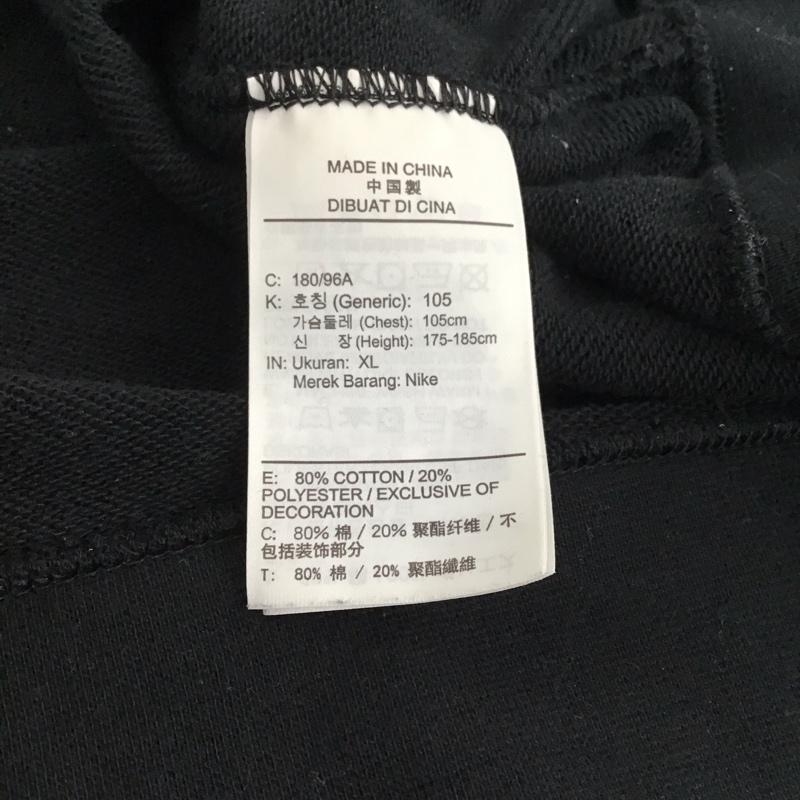 MADE IN CHINA
中国製
DIBUAT DI CINA
C: 180/96A
K: 호칭 (Generic): 105
가슴둘레 (Chest): 105cm
신 장 (Height): 175-185cm
IN: Ukuran: XL
Merek Barang: Nike
E: 80% COTTON / 20%
POLYESTER / EXCLUSIVE OF
DECORATION
C: 80% 棉 / 20% 聚酯纤维 / 不
包括装饰部分
T: 80% 棉 / 20% 聚酯纖維